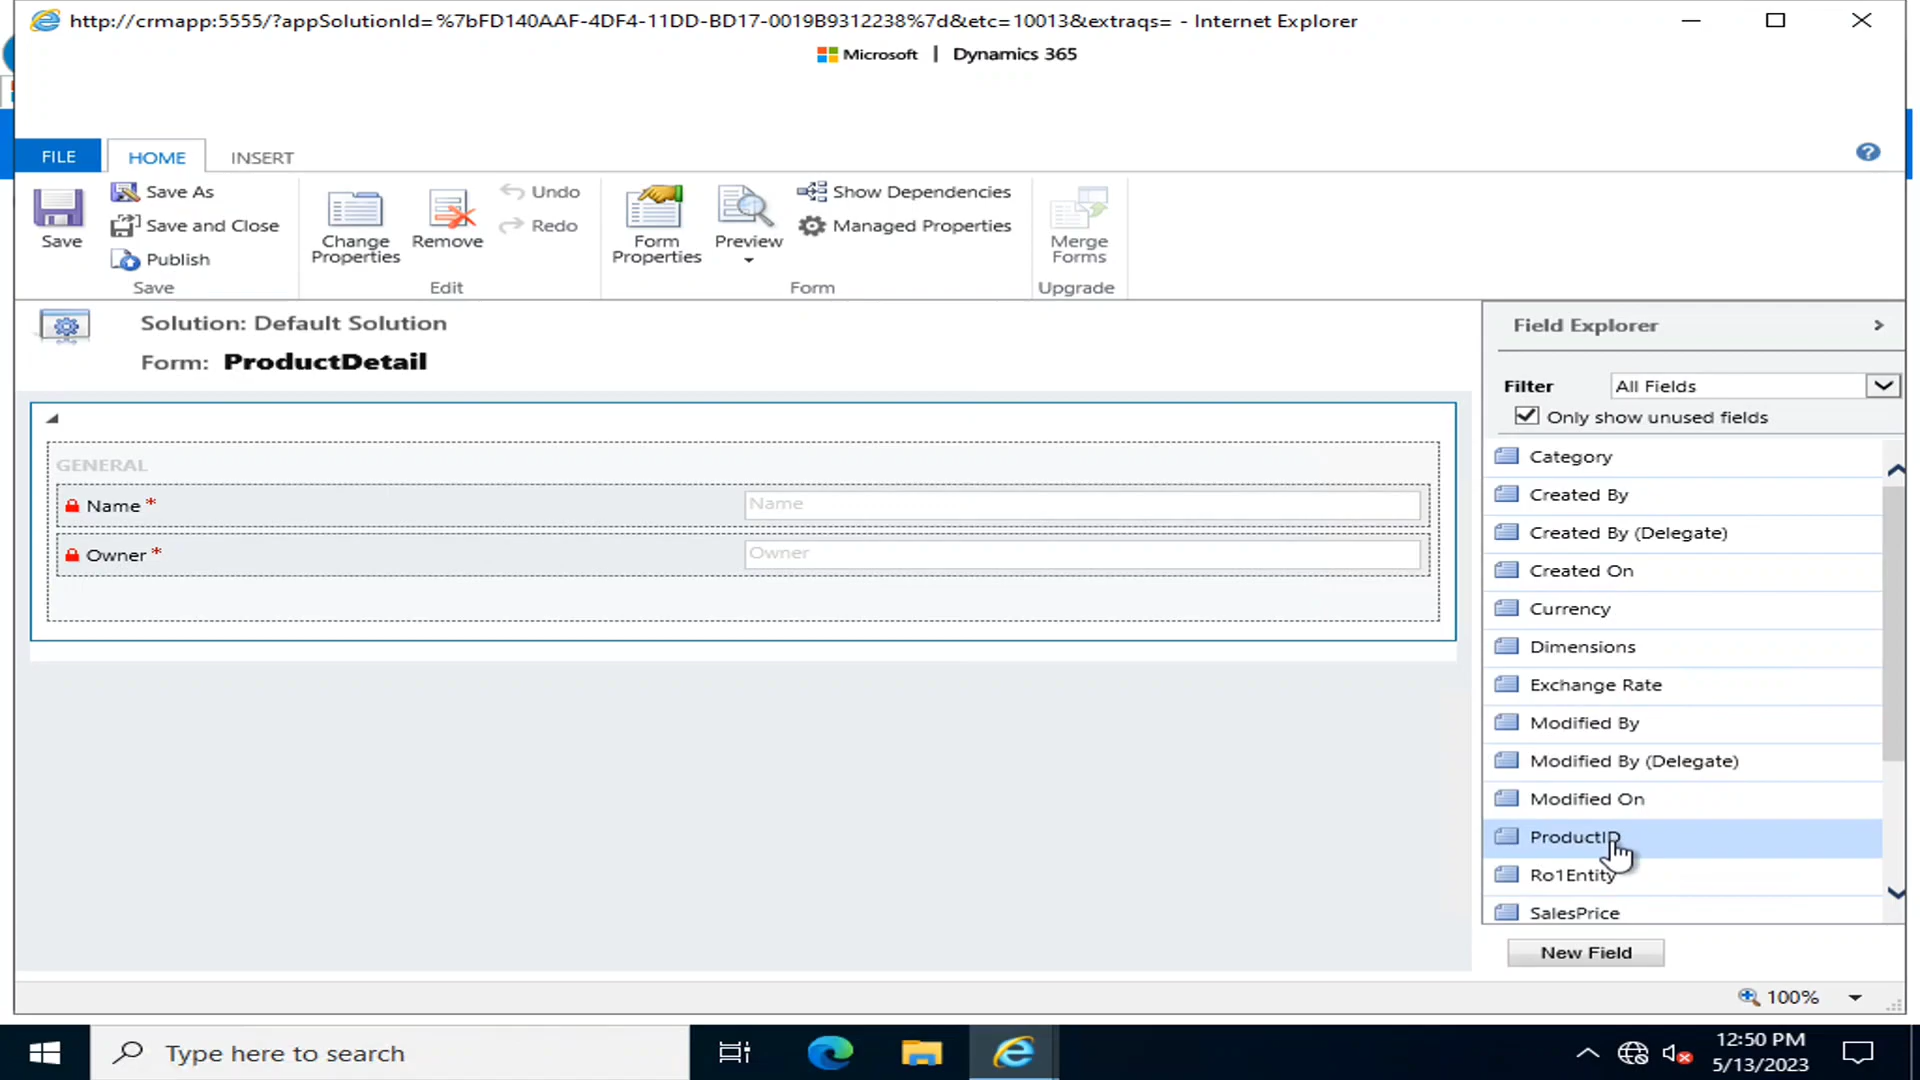 http://crmapp:5555/?appSolutionId=%7bFD140AAF-4DF4-11DD-BD17-0019B9312238%7d&etc=10013&extraqs= - Internet Explorer
Microsoft | Dynamics 365
FILE HOME INSERT
Save
Save As
Save and Close
Publish
Save
Change Properties
Remove
Undo
Redo
Edit
Form Properties
Preview
Show Dependencies
Managed Properties
Form
Merge Forms
Upgrade
Solution: Default Solution
Form: ProductDetail
GENERAL
Name * Name
Owner * Owner
Field Explorer
Filter All Fields
Only show unused fields
Category
Created By
Created By (Delegate)
Created On
Currency
Dimensions
Exchange Rate
Modified By
Modified By (Delegate)
Modified On
ProductID
Ro1Entity
SalesPrice
New Field
100%
Type here to search
12:50 PM
5/13/2023